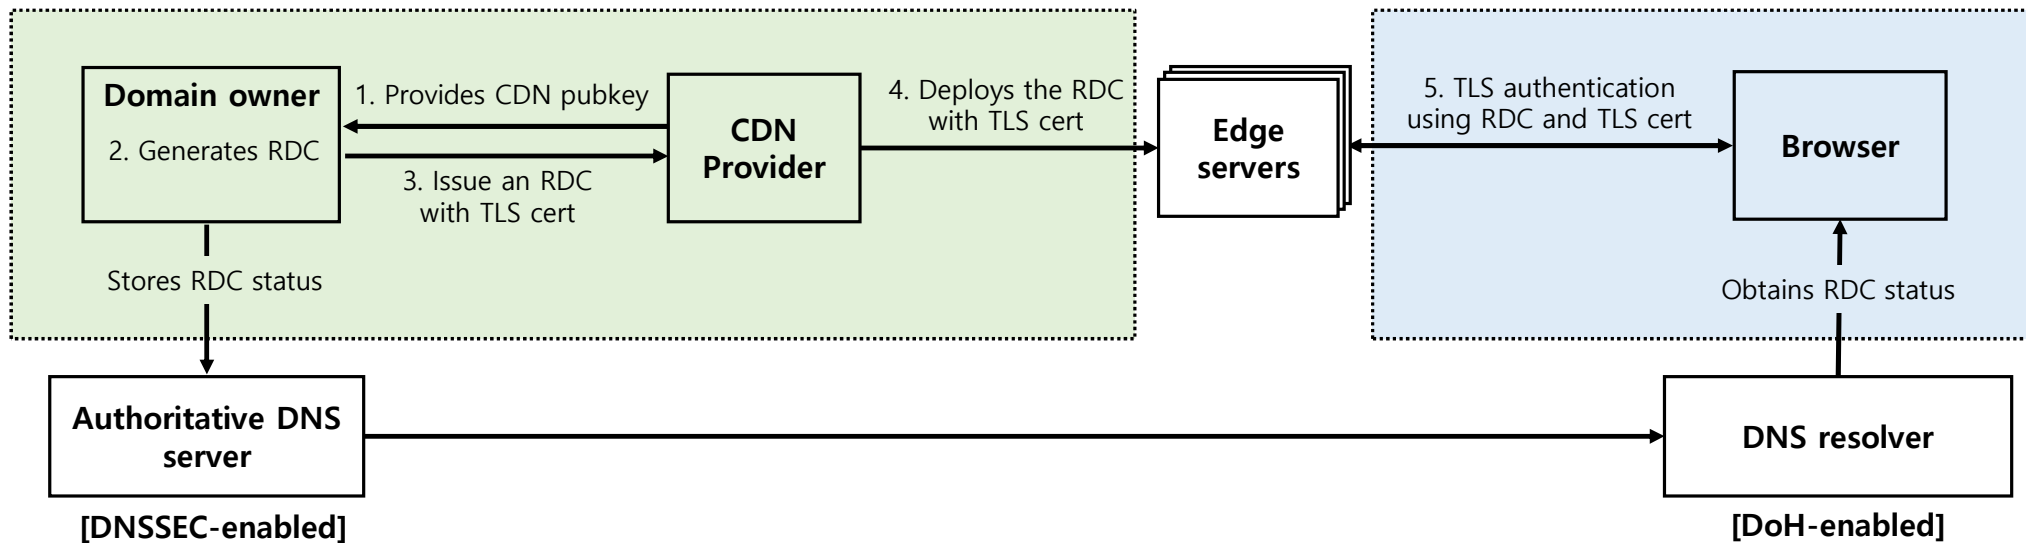 Domain owner
2. Generates RDC
1. Provides CDN pubkey
3. Issue an RDC
with TLS cert
CDN
Provider
4. Deploys the RDC
with TLS cert
Edge
servers
5. TLS authentication
using RDC and TLS cert
Browser
Stores RDC status
Obtains RDC status
Authoritative DNS
server
[DNSSEC-enabled]
DNS resolver
[DoH-enabled]